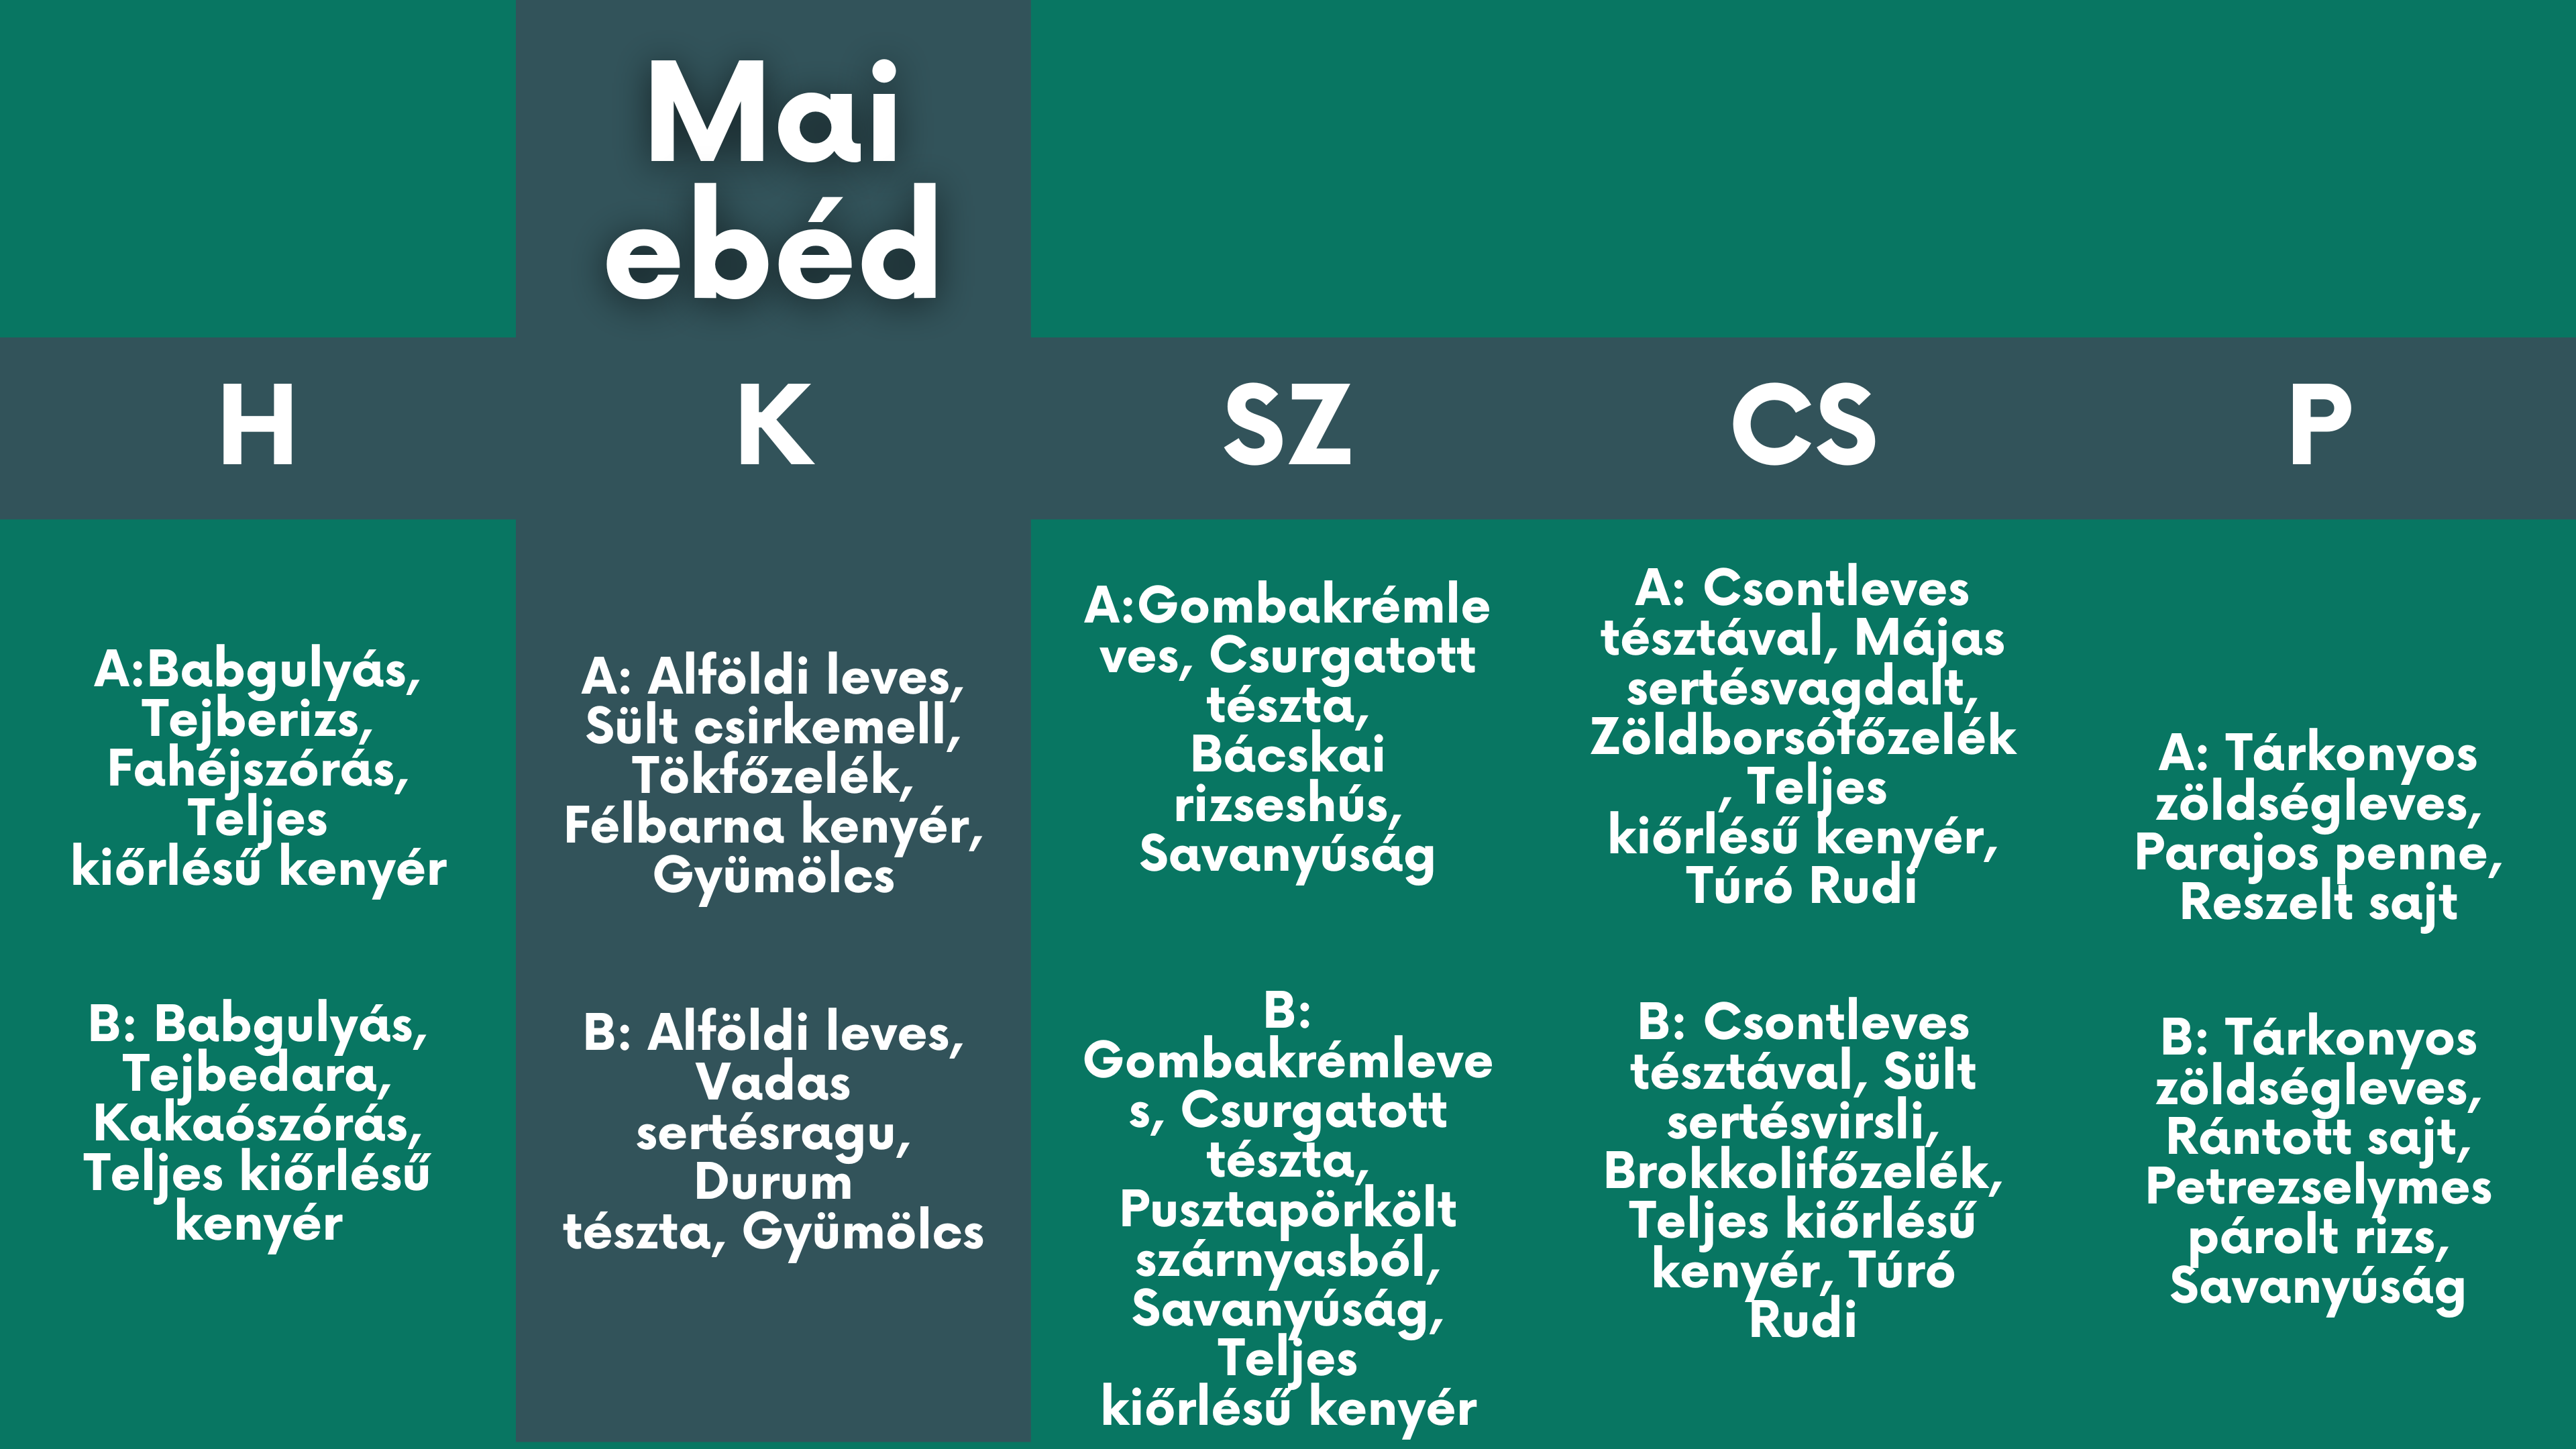 Mai
ebéd
H
K
SZ
CS
P
A:Babgulyás,
Tejberizs,
Fahéjszórás,
Teljes
kiőrlésű kenyér
B: Babgulyás,
Tejbedara,
Kakaószórás,
Teljes kiőrlésű
kenyér
A: Alföldi leves,
Sült csirkemell,
Tökfőzelék,
Félbarna kenyér,
Gyümölcs
B: Alföldi leves,
Vadas
sertésragu,
Durum
tészta, Gyümölcs
A:Gombakrémle
ves, Csurgatott
tészta,
Bácskai
rizseshús,
Savanyúság
B:
Gombakrémleve
s, Csurgatott
tészta,
Pusztapörkölt
szárnyasból,
Savanyúság,
Teljes
kiőrlésű kenyér
A: Csontleves
tésztával, Májas
sertésvagdalt,
Zöldborsófőzelék
, Teljes
kiőrlésű kenyér,
Túró Rudi
B: Csontleves
tésztával, Sült
sertésvirsli,
Brokkolifőzelék,
Teljes kiőrlésű
kenyér, Túró
Rudi
A: Tárkonyos
zöldségleves,
Parajos penne,
Reszelt sajt
B: Tárkonyos
zöldségleves,
Rántott sajt,
Petrezselymes
párolt rizs,
Savanyúság